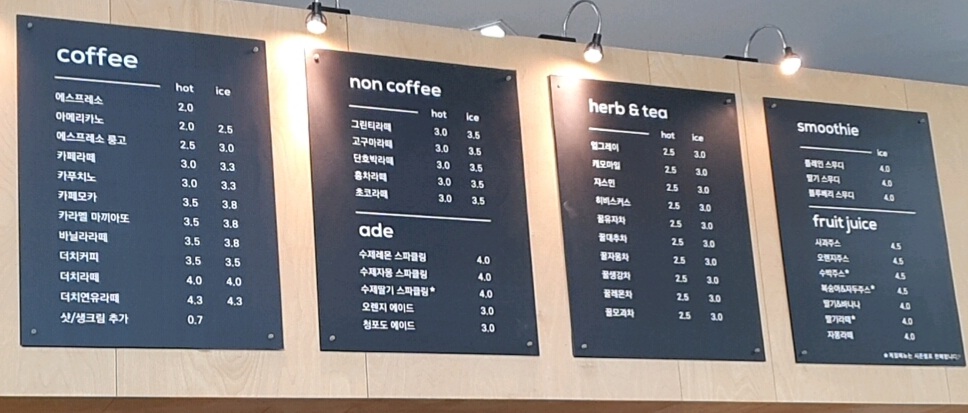 coffee
hot ice
에스프레소 2.0
아메리카노 2.0 2.5
에스프레소 룽고 2.5 3.0
카페라떼 3.0 3.3
카푸치노 3.0 3.3
카페모카 3.5 3.8
카라멜 마끼아또 3.5 3.8
바닐라라떼 3.5 3.8
더치커피 3.5 3.5
더치라떼 4.0 4.0
더치연유라떼 4.3 4.3
샷/생크림 추가 0.7
non coffee
hot ice
그린티라떼 3.0 3.5
고구마라떼 3.0 3.5
단호박라떼 3.0 3.5
홍차라떼 3.0 3.5
초코라떼 3.0 3.5
ade
수제레몬 스파클링 4.0
수제자몽 스파클링 4.0
수제딸기 스파클링* 4.0
오렌지 에이드 3.0
청포도 에이드 3.0
herb & tea
hot ice
얼그레이 2.5 3.0
캐모마일 2.5 3.0
쟈스민 2.5 3.0
히비스커스 2.5 3.0
꿀유자차 2.5 3.0
꿀대추차 2.5 3.0
꿀자몽차 2.5 3.0
꿀생강차 2.5 3.0
꿀레몬차 2.5 3.0
꿀모과차 2.5 3.0
smoothie
ice
플레인 스무디 4.0
딸기 스무디 4.0
블루베리 스무디 4.0
fruit juice
사과주스 4.5
오렌지주스 4.5
수박주스* 4.5
복숭아&자두주스* 4.5
딸기&바나나 4.0
딸기라떼* 4.0
자몽라떼 4.0